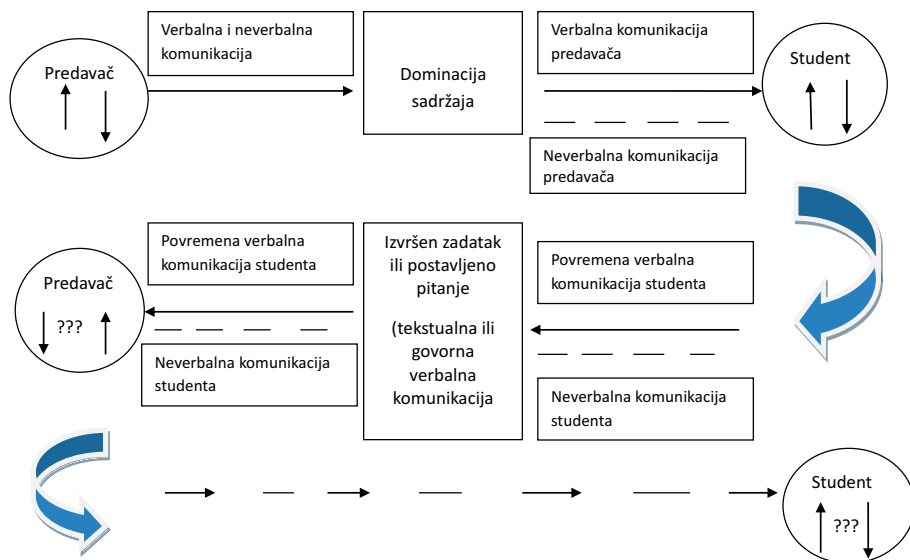 Predavač
Verbalna i neverbalna
komunikacija
Dominacija
sadržaja
Verbalna komunikacija
predavača
Neverbalna komunikacija
predavača
Student
Predavač
???
Povremena verbalna
komunikacija studenta
Neverbalna komunikacija
studenta
Izvršen zadatak
ili postavljeno
pitanje
(tekstualna ili
govorna
verbalna
komunikacija
Povremena verbalna
komunikacija studenta
Neverbalna komunikacija
studenta
Student
???